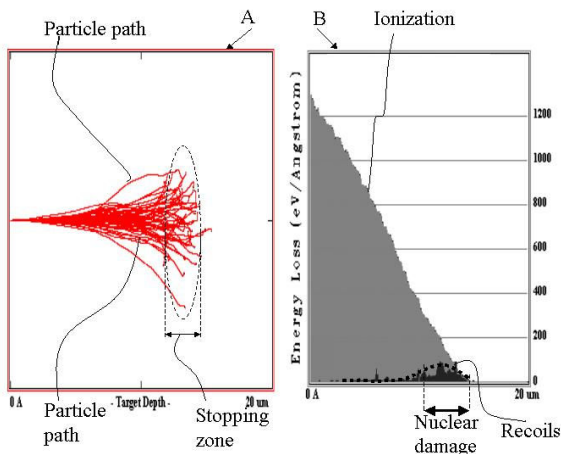 Particle path
A
B
Ionization
Energy Loss (eV/Angstrom)
1200
1000
800
600
400
200
0
0 A
- Target Depth -
20 um
0 A
20 um
Particle
path
Stopping
zone
Nuclear
damage
Recoils